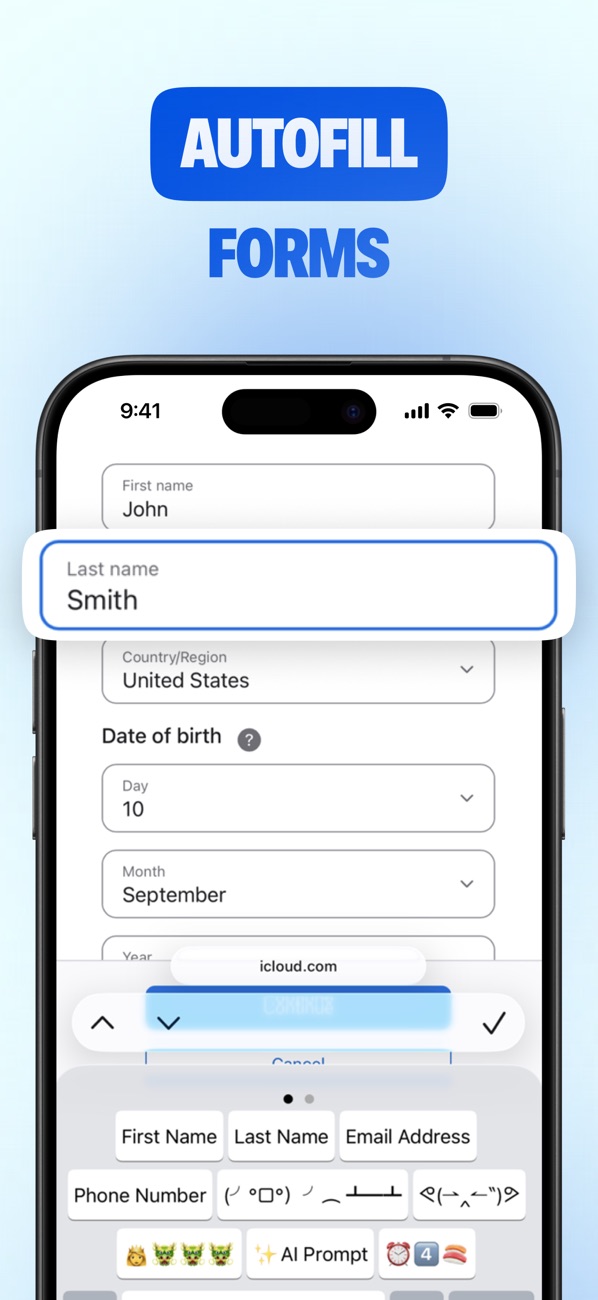 AUTOFILL
FORMS
9:41
First name
John
Last name
Smith
Country/Region
United States
Date of birth ?
Day
10
Month
September
Year
icloud.com
Continue
Cancel
First Name Last Name Email Address
Phone Number (╯°□°)╯︵ ┻━┻ ᕙ(⇀‸↼‶)ᕗ
👸🐲🐲🐲 ✨ AI Prompt ⏰4️⃣🍣